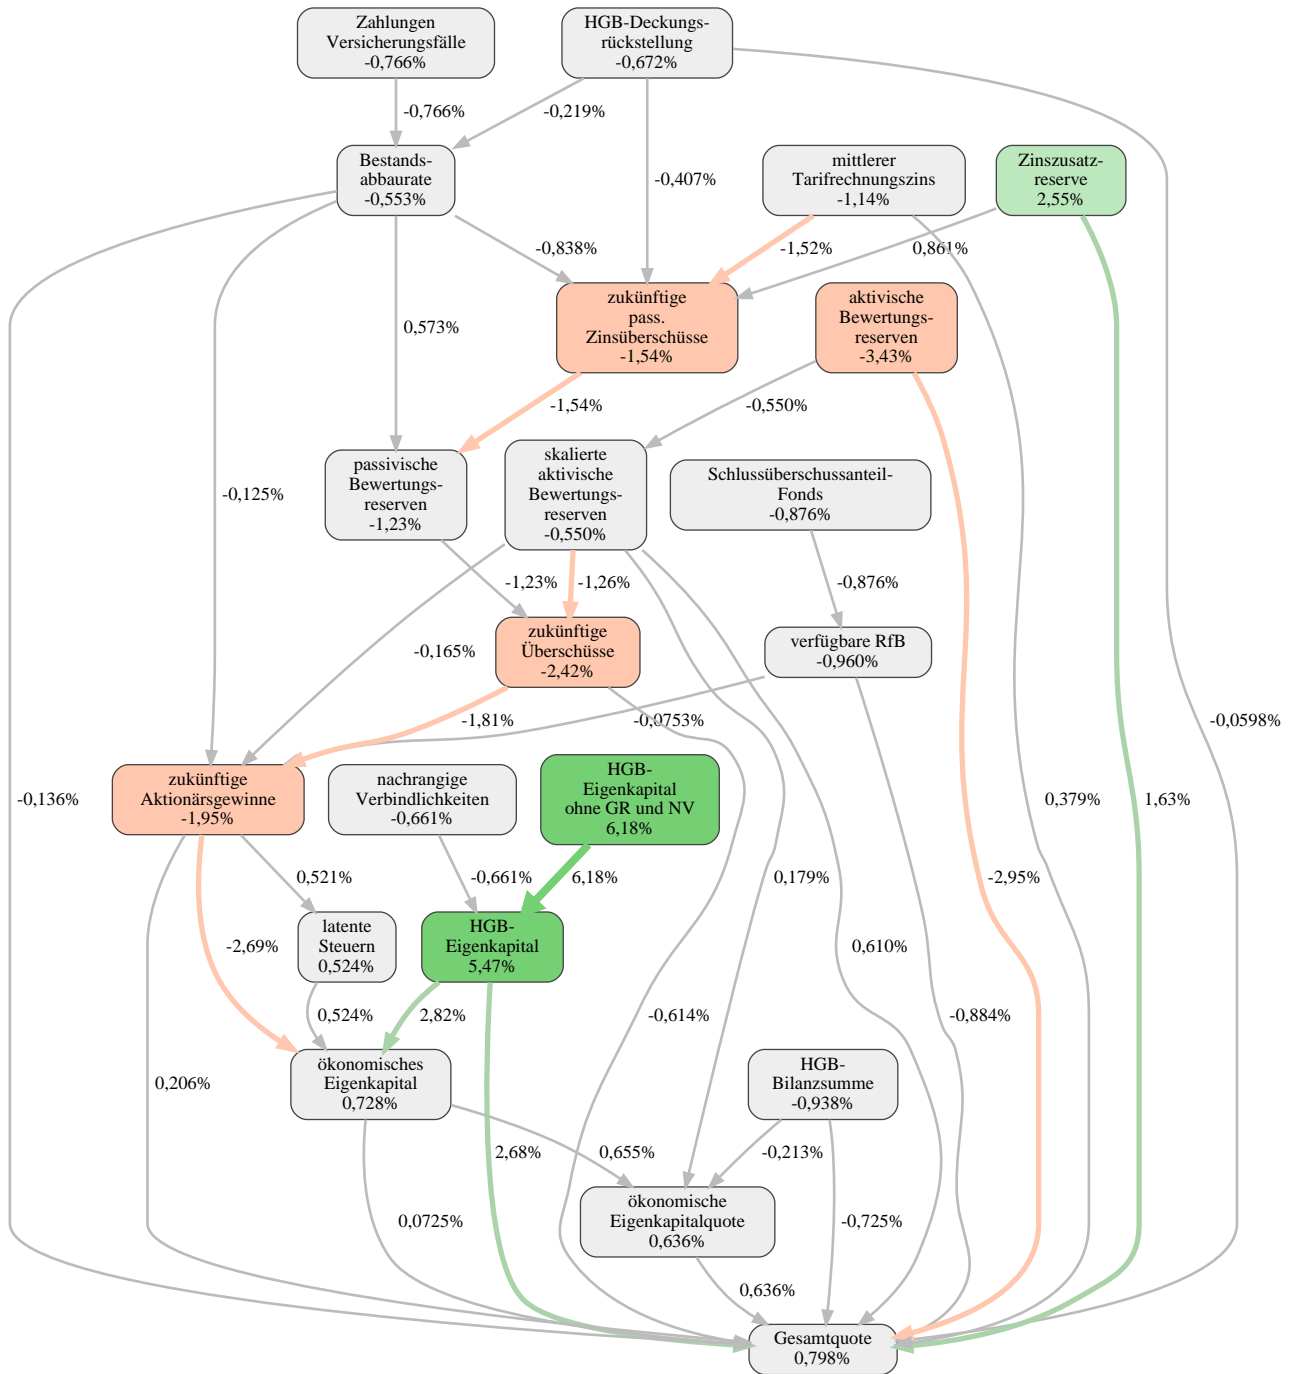 Zahlungen
Versicherungsfälle
-0,766%
HGB-Deckungs-
rückstellung
-0,672%
-0,766%
-0,219%
Bestands-
abbaurate
-0,553%
-0,407%
mittlerer
Tarifrechnungszins
-1,14%
Zinszusatz-
reserve
2,55%
-0,838%
-1,52%
0,861%
zukünftige
pass.
Zinsüberschüsse
-1,54%
aktivische
Bewertungs-
reserven
-3,43%
0,573%
-1,54%
-0,550%
passivische
Bewertungs-
reserven
-1,23%
skalierte
aktivische
Bewertungs-
reserven
-0,550%
Schlussüberschussanteil-
Fonds
-0,876%
-0,125%
-1,23%
-1,26%
-0,876%
zukünftige
Überschüsse
-2,42%
verfügbare RfB
-0,960%
-0,165%
-1,81%
-0,0753%
-0,0598%
zukünftige
Aktionärsgewinne
-1,95%
nachrangige
Verbindlichkeiten
-0,661%
HGB-
Eigenkapital
ohne GR und NV
6,18%
-0,136%
0,379%
1,63%
0,521%
-0,661%
6,18%
0,179%
-2,95%
latente
Steuern
0,524%
HGB-
Eigenkapital
5,47%
-2,69%
0,610%
0,524%
2,82%
-0,614%
-0,884%
ökonomisches
Eigenkapital
0,728%
HGB-
Bilanzsumme
-0,938%
0,206%
2,68%
0,655%
-0,213%
ökonomische
Eigenkapitalquote
0,636%
0,0725%
-0,725%
0,636%
Gesamtquote
0,798%